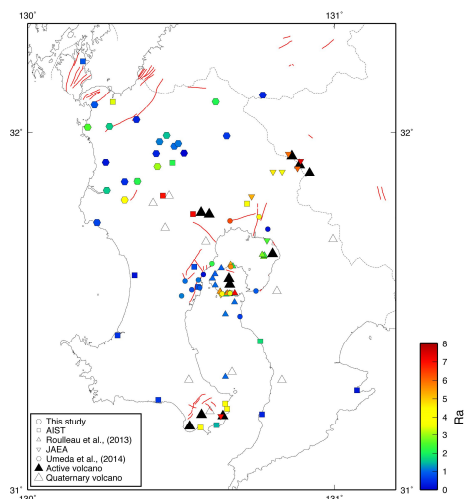 130˚ 131˚
32˚ 32˚
8
7
6
5
4
3
2
1
0
Ra
This study
AIST
Roulleau et al., (2013)
JAEA
Umeda et al., (2014)
Active volcano
Quaternary volcano
31˚ 31˚
130˚ 131˚